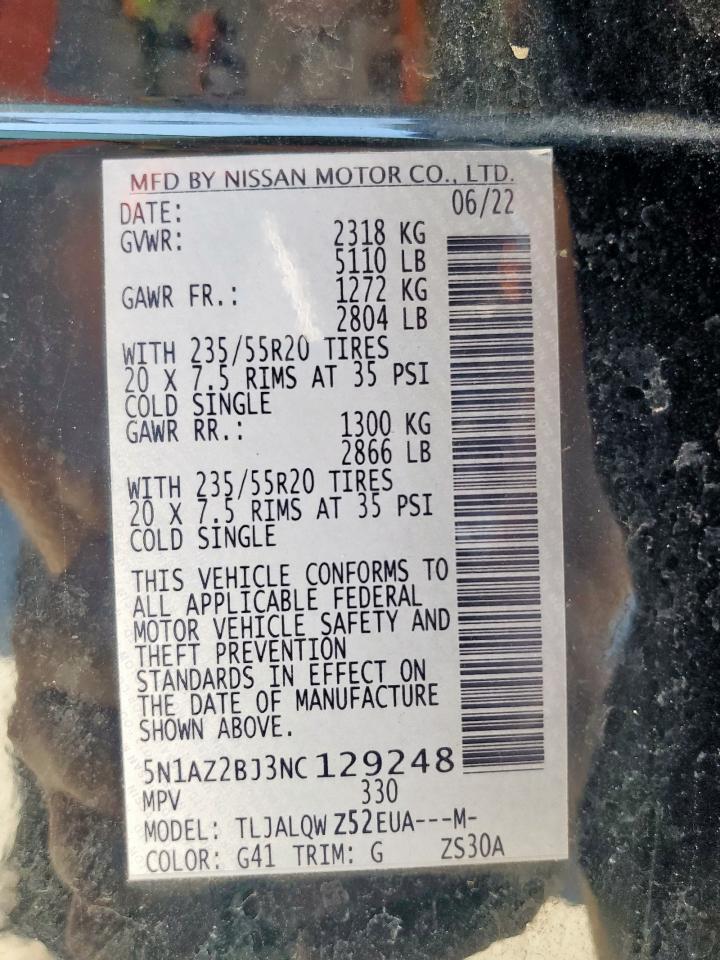 MFD BY NISSAN MOTOR CO., LTD.
DATE: 06/22
GVWR: 2318 KG
5110 LB
GAWR FR.: 1272 KG
2804 LB
WITH 235/55R20 TIRES
20 X 7.5 RIMS AT 35 PSI
COLD SINGLE
GAWR RR.: 1300 KG
2866 LB
WITH 235/55R20 TIRES
20 X 7.5 RIMS AT 35 PSI
COLD SINGLE
THIS VEHICLE CONFORMS TO
ALL APPLICABLE FEDERAL
MOTOR VEHICLE SAFETY AND
THEFT PREVENTION
STANDARDS IN EFFECT ON
THE DATE OF MANUFACTURE
SHOWN ABOVE.
5N1AZ2BJ3NC129248
MPV 330
MODEL: TLJALQWZ52EUA---M-
COLOR: G41 TRIM: G ZS30A